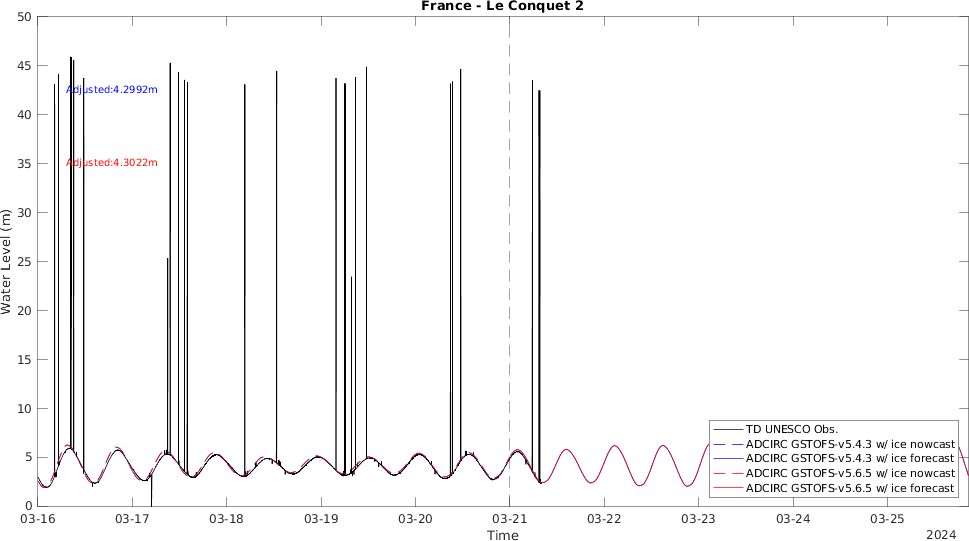 France - Le Conquet 2
50
45
40
35
30
25
20
15
10
5
0
Water Level (m)
Adjusted:4.2992m
Adjusted:4.3022m
TD UNESCO Obs.
ADCIRC GSTOFS-v5.4.3 w/ ice nowcast
ADCIRC GSTOFS-v5.4.3 w/ ice forecast
ADCIRC GSTOFS-v5.6.5 w/ ice nowcast
ADCIRC GSTOFS-v5.6.5 w/ ice forecast
03-16 03-17 03-18 03-19 03-20 03-21 03-22 03-23 03-24 03-25
Time
2024